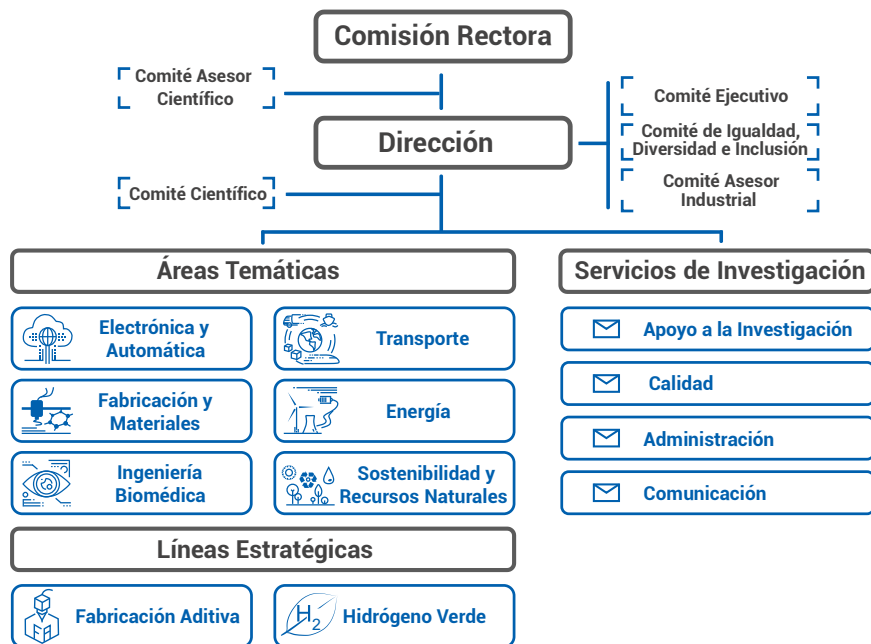 Comisión Rectora
Comité Asesor
Científico
Comité Ejecutivo
Dirección
Comité de Igualdad,
Diversidad e Inclusión
Comité Científico
Comité Asesor
Industrial
Áreas Temáticas
Electrónica y
Automática
Transporte
Fabricación y
Materiales
Energía
Ingeniería
Biomédica
Sostenibilidad y
Recursos Naturales
Líneas Estratégicas
FA
Fabricación Aditiva
H2
Hidrógeno Verde
Servicios de Investigación
Apoyo a la Investigación
Calidad
Administración
Comunicación